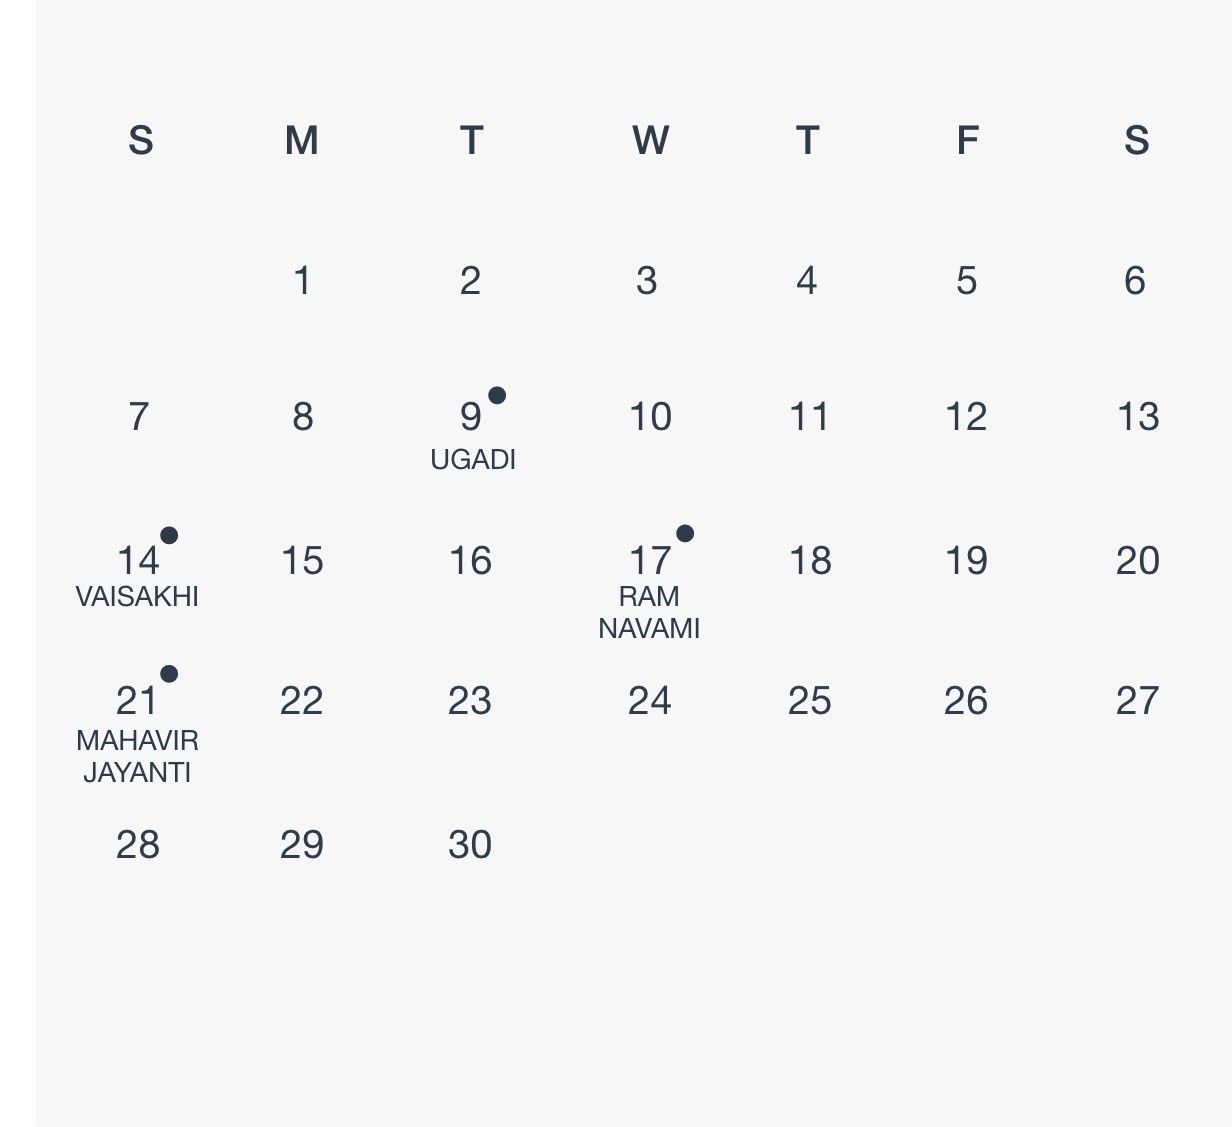 S M T W T F S
1 2 3 4 5 6
7 8 9 10 11 12 13
UGADI
14 15 16 17 18 19 20
VAISAKHI RAM
NAVAMI
21 22 23 24 25 26 27
MAHAVIR
JAYANTI
28 29 30